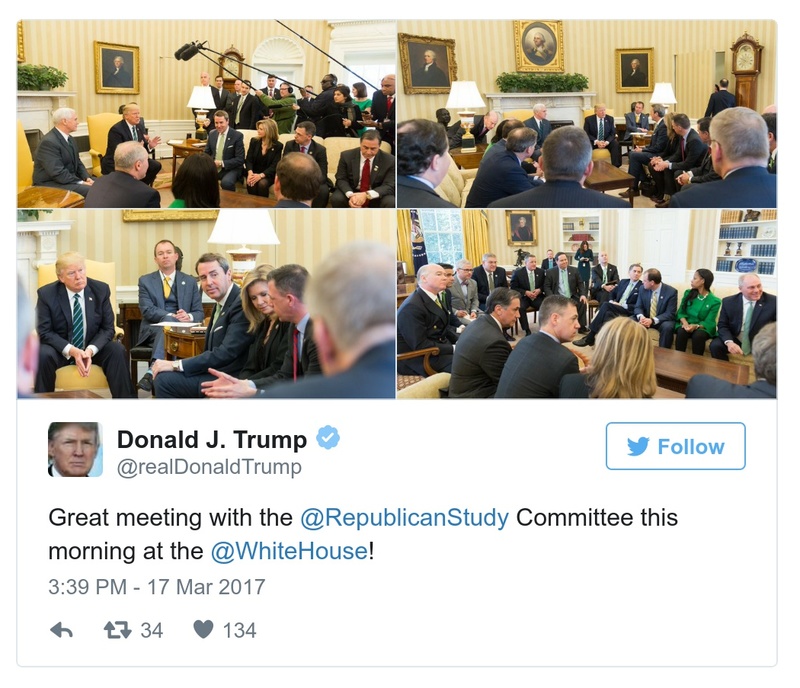 Donald J. Trump
@realDonaldTrump
Follow
Great meeting with the @RepublicanStudy Committee this
morning at the @WhiteHouse!
3:39 PM - 17 Mar 2017
34
134